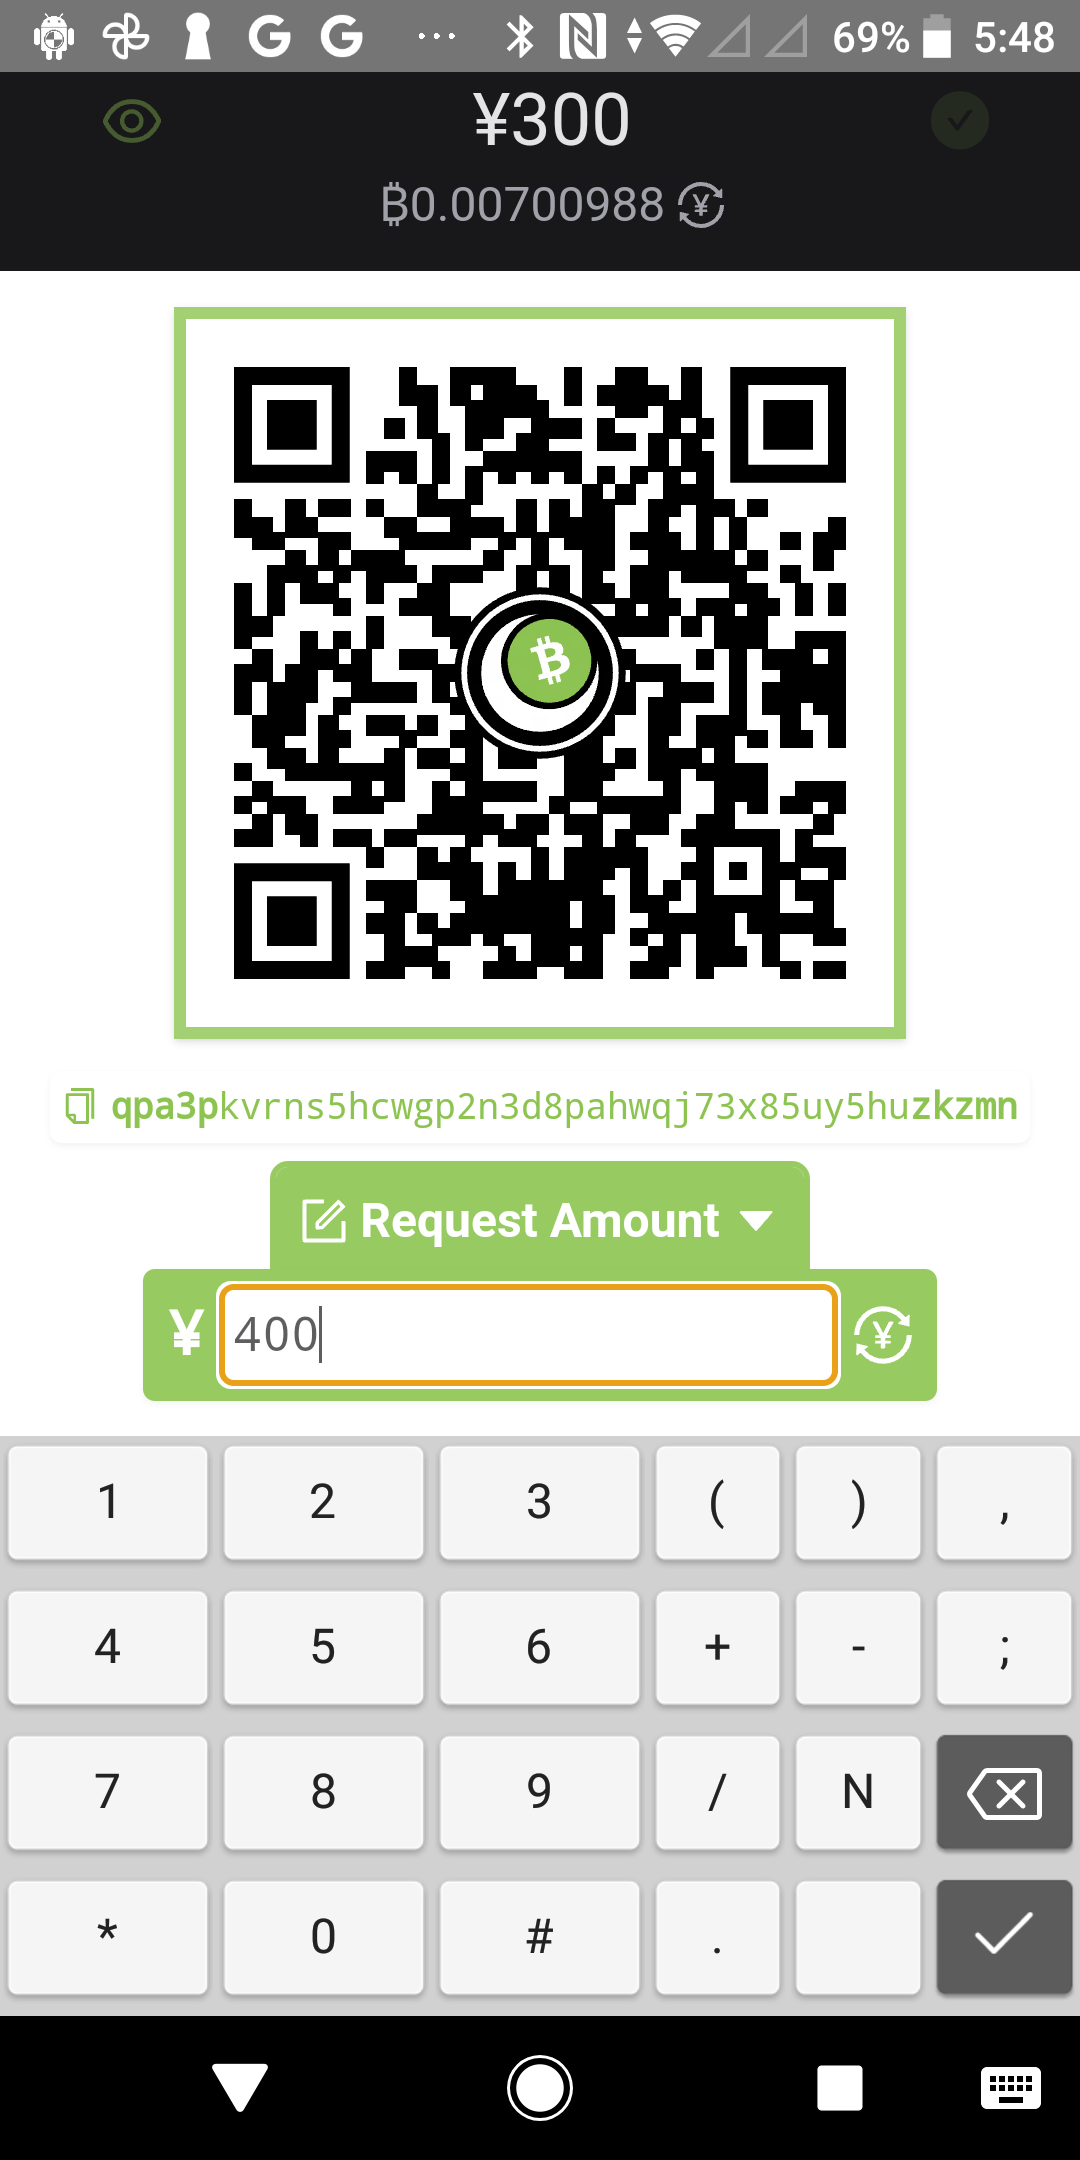 69% 5:48
¥300
₿0.00700988 ¥
₿
qpa3pkvrns5hcwgp2n3d8pahwqj73x85uy5huzkzmn
Request Amount
¥ 400 ¥
1 2 3 ( ) ,
4 5 6 + - ;
7 8 9 / N
* 0 # .